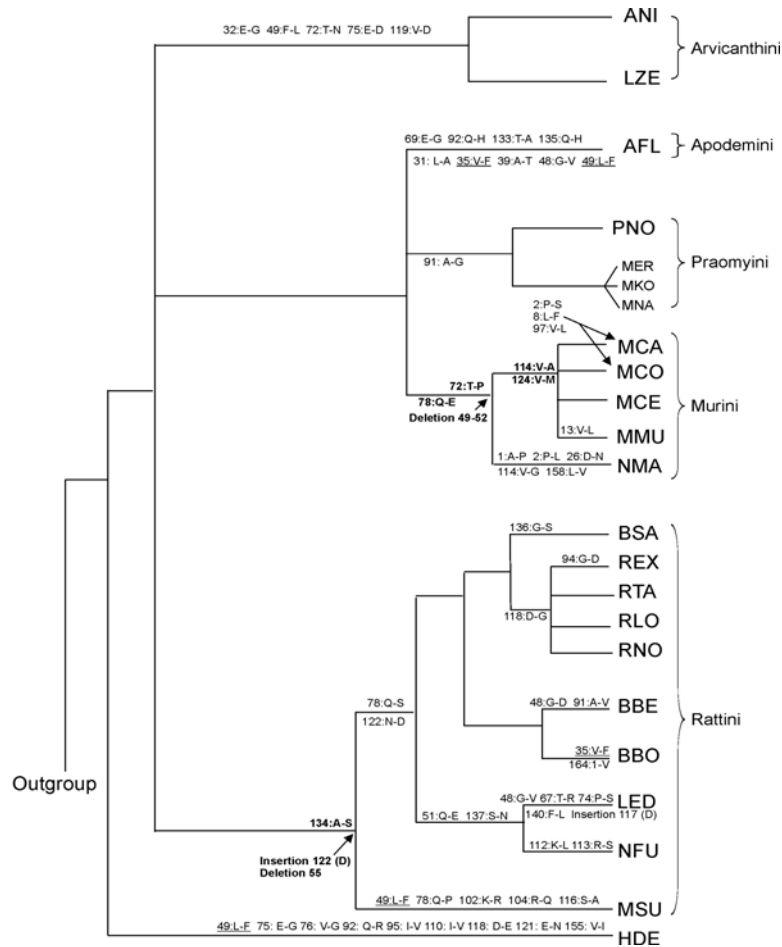 ANI
32:E-G 49:F-L 72:T-N 75:E-D 119:V-D
Arvicanthini
LZE
69:E-G 92:Q-H 133:T-A 135:Q-H
AFL
Apodemini
31: L-A 35:V-F 39:A-T 48:G-V 49:L-F
PNO
91: A-G
Praomyini
MER
MKO
MNA
2:P-S
8:L-F
97:V-L
MCA
114:V-A
MCO
124:V-M
72:T-P
78:Q-E
Deletion 49-52
MCE
Murini
13:V-L
MMU
1:A-P 2:P-L 26:D-N
NMA
114:V-G 158:L-V
136:G-S
BSA
94:G-D
REX
RTA
118:D-G
RLO
RNO
78:Q-S
122:N-D
48:G-D 91:A-V
BBE
Rattini
35:V-F
BBO
164:1-V
Outgroup
48:G-V 67:T-R 74:P-S
LED
51:Q-E 137:S-N
140:F-L Insertion 117 (D)
134:A-S
112:K-L 113:R-S
NFU
Insertion 122 (D)
Deletion 55
49:L-F 78:Q-P 102:K-R 104:R-Q 116:S-A
MSU
49:L-F 75: E-G 76: V-G 92: Q-R 95: I-V 110: I-V 118: D-E 121: E-N 155: V-I
HDE